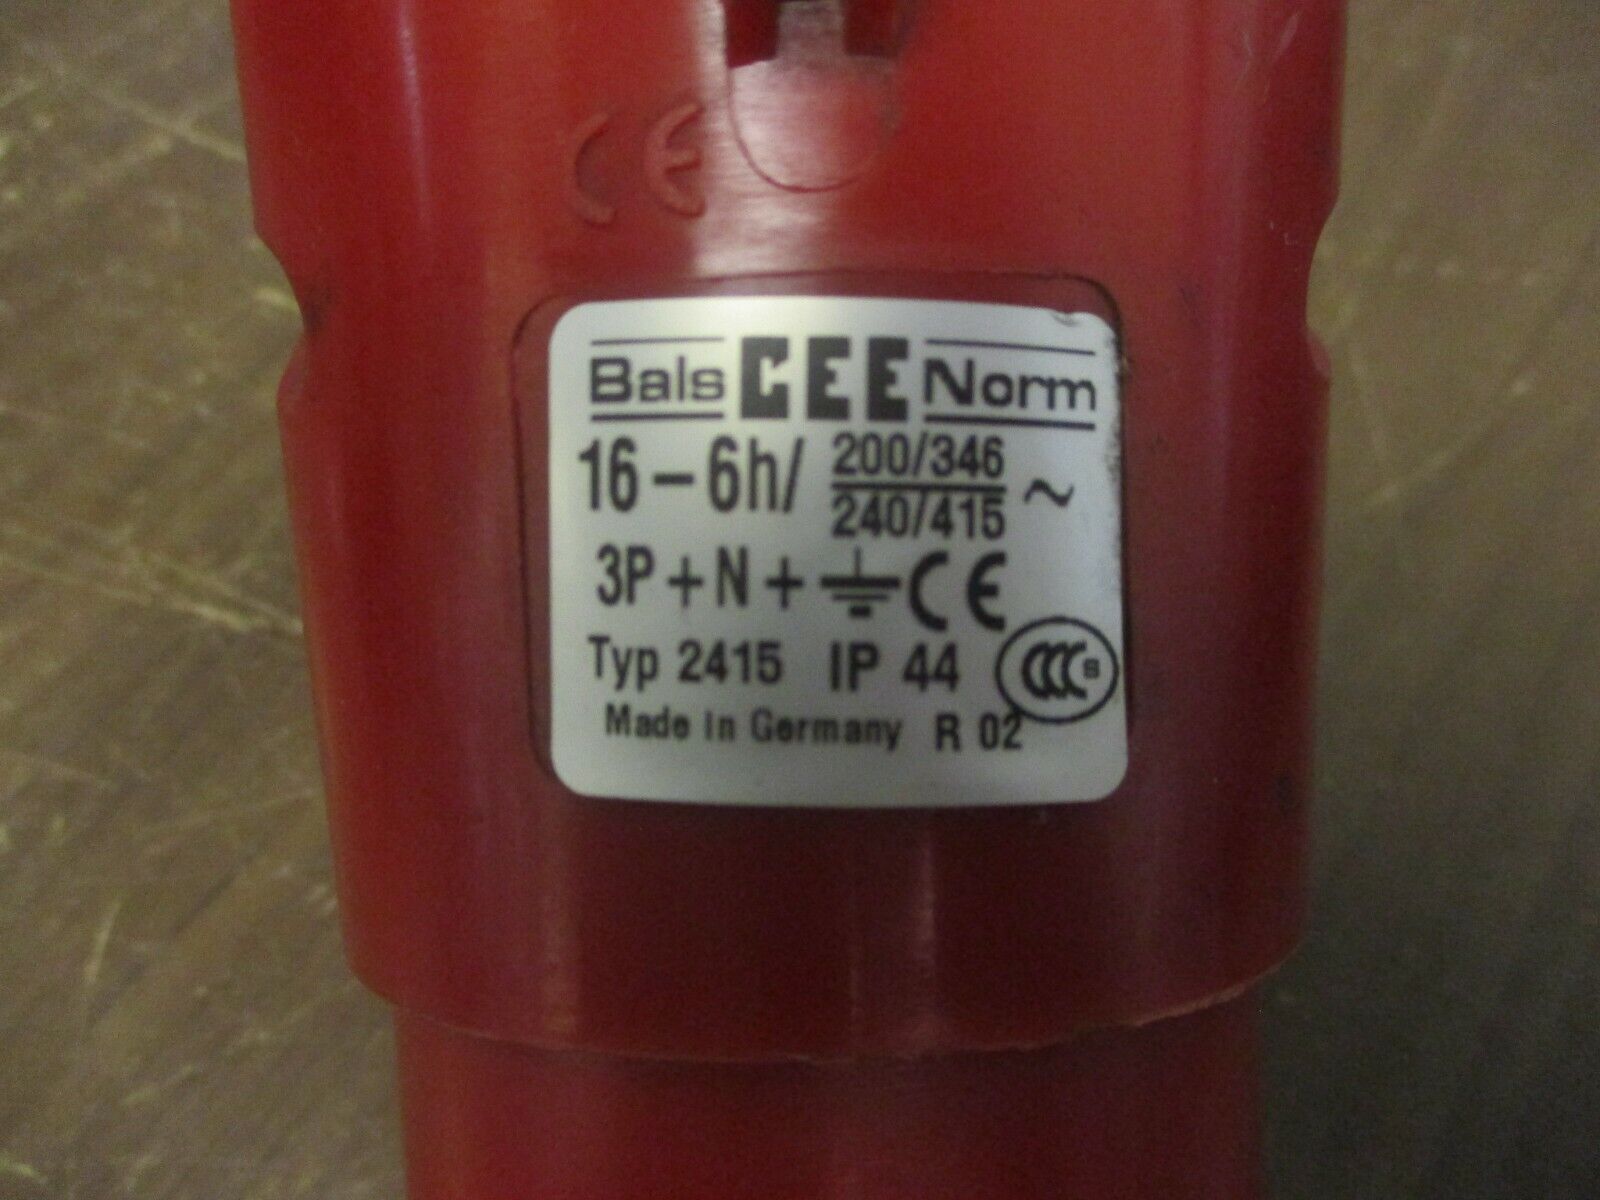 CE
Bals CEE Norm
16 – 6h/ 200/346 ~
240/415
3P + N + ⏚ CE
Typ 2415 IP 44 CCC S
Made in Germany R 02